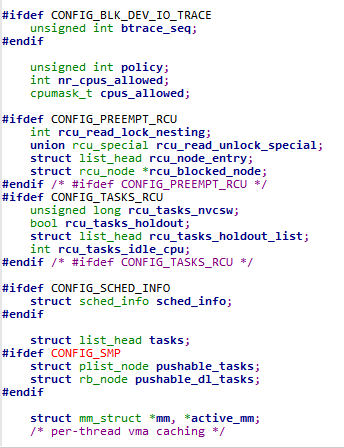 #ifdef CONFIG_BLK_DEV_IO_TRACE
    unsigned int btrace_seq;
#endif

    unsigned int policy;
    int nr_cpus_allowed;
    cpumask_t cpus_allowed;

#ifdef CONFIG_PREEMPT_RCU
    int rcu_read_lock_nesting;
    union rcu_special rcu_read_unlock_special;
    struct list_head rcu_node_entry;
    struct rcu_node *rcu_blocked_node;
#endif /* #ifdef CONFIG_PREEMPT_RCU */
#ifdef CONFIG_TASKS_RCU
    unsigned long rcu_tasks_nvcsw;
    bool rcu_tasks_holdout;
    struct list_head rcu_tasks_holdout_list;
    int rcu_tasks_idle_cpu;
#endif /* #ifdef CONFIG_TASKS_RCU */

#ifdef CONFIG_SCHED_INFO
    struct sched_info sched_info;
#endif

    struct list_head tasks;
#ifdef CONFIG_SMP
    struct plist_node pushable_tasks;
    struct rb_node pushable_dl_tasks;
#endif

    struct mm_struct *mm, *active_mm;
    /* per-thread vma caching */